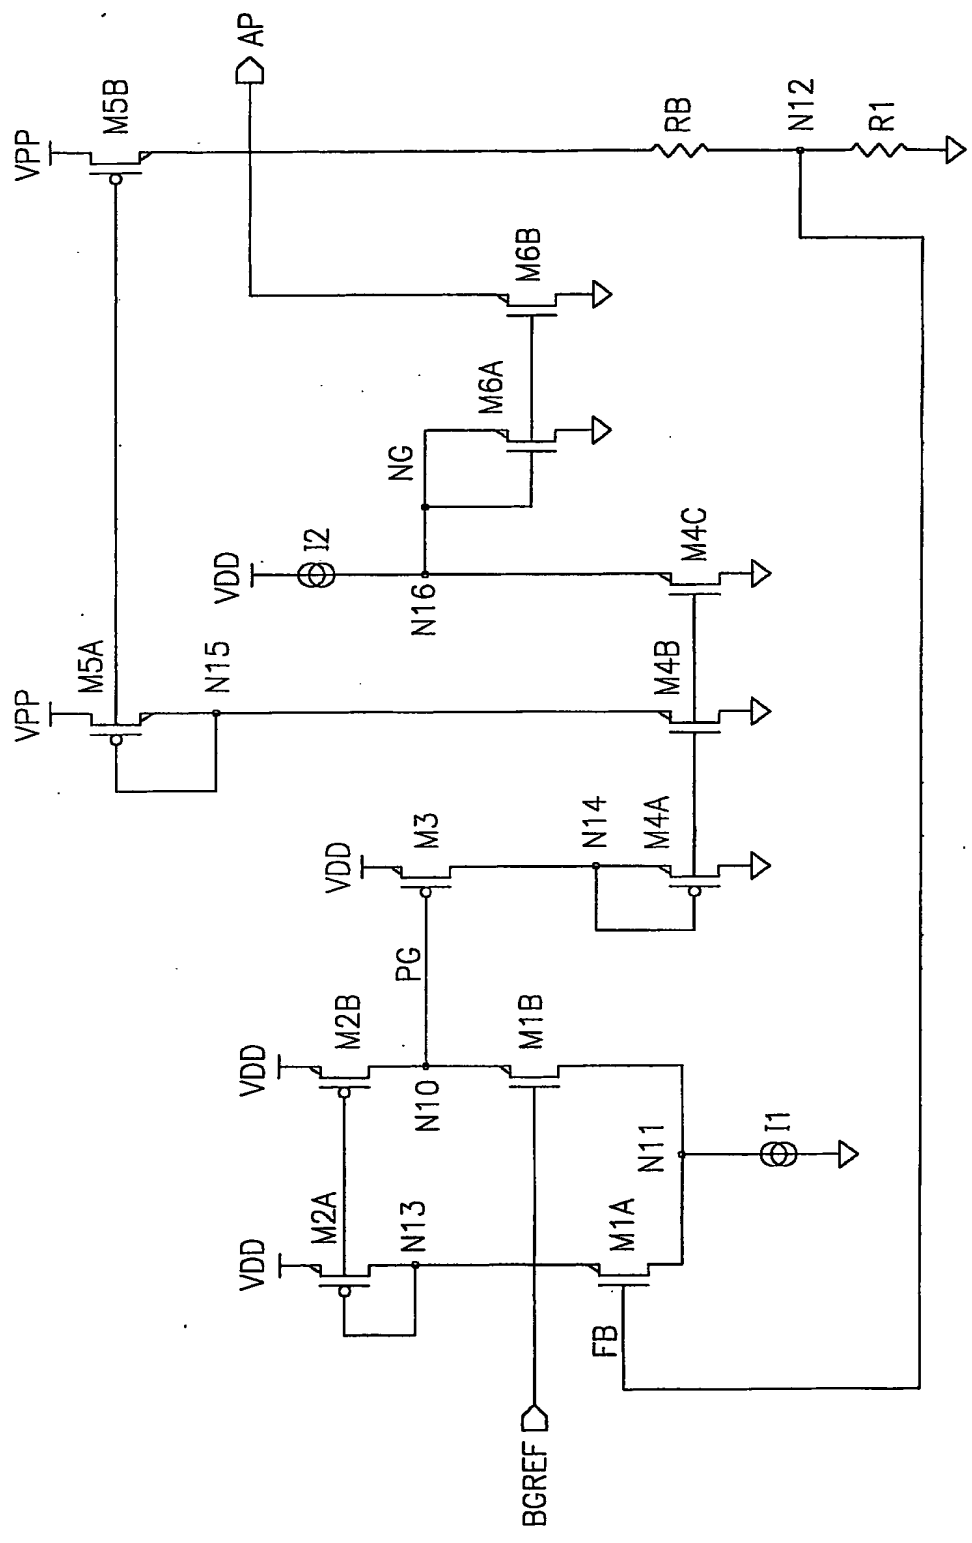 VPP
M5A
N15
VPP
M5B
AP
VDD
I2
N16
NG
M6A
M6B
RB
N12
R1
VDD
M3
PG
N14
M4A
M4B
M4C
VDD
M2A
N13
VDD
M2B
N10
M1B
M1A
N11
I1
FB
BGREF